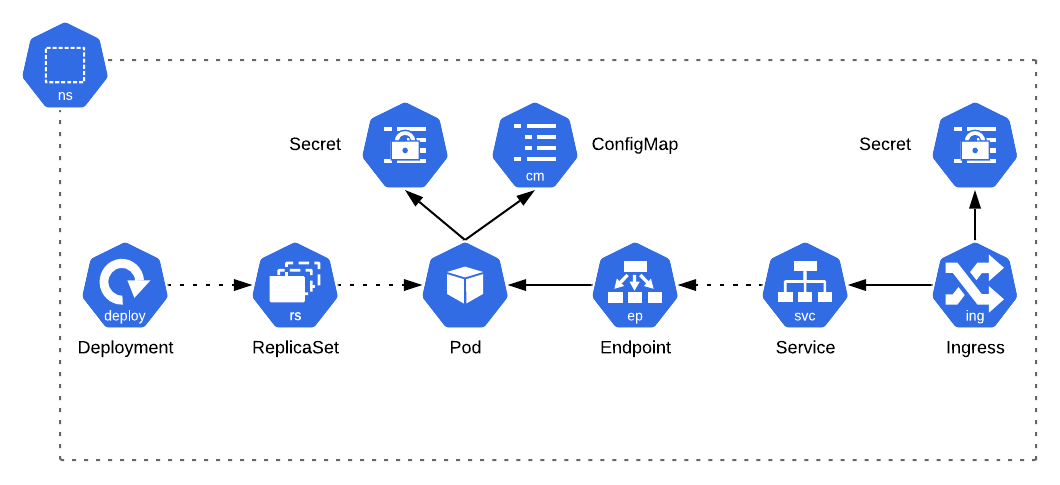 ns
Secret
cm
ConfigMap
Secret
deploy
rs
ep
svc
ing
Deployment
ReplicaSet
Pod
Endpoint
Service
Ingress